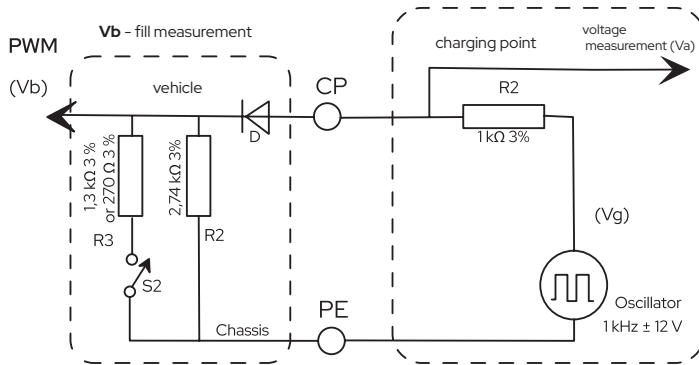 Vb - fill measurement
PWM
(Vb)
vehicle
CP
charging point
voltage
measurement (Va)
R2
1 kΩ 3%
D
1,3 kΩ 3 %
or 270 Ω 3 %
2,74 kΩ 3%
R3
R2
S2
(Vg)
PE
Chassis
Oscillator
1 kHz ± 12 V